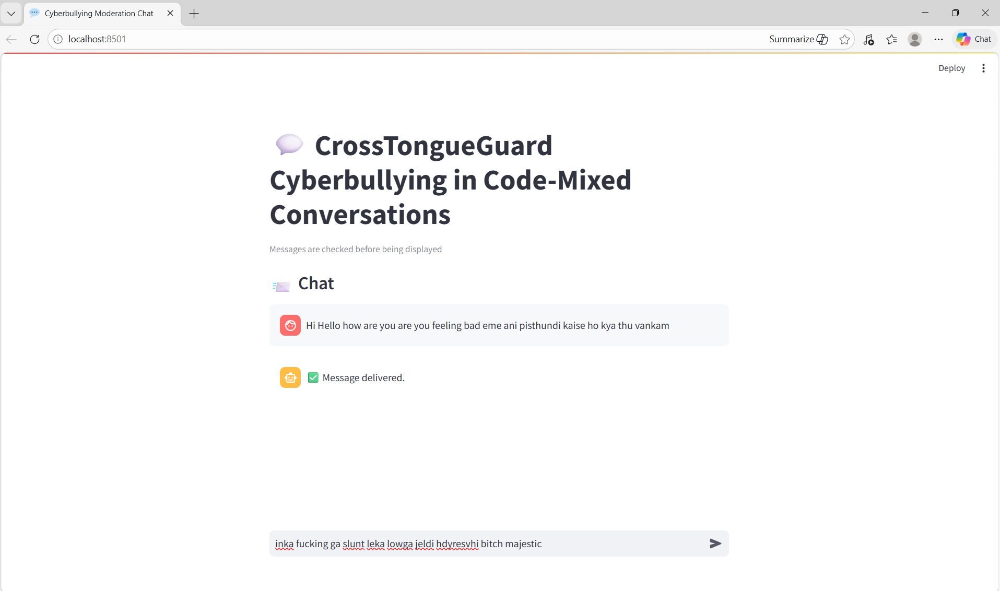 Cyberbullying Moderation Chat
localhost:8501
Summarize
Chat
Deploy
CrossTongueGuard
Cyberbullying in Code-Mixed
Conversations
Messages are checked before being displayed
Chat
Hi Hello how are you are you feeling bad eme ani pisthundi kaise ho kya thu vankam
Message delivered.
inka fucking ga slunt leka lowga jeldi hdyresvhi bitch majestic